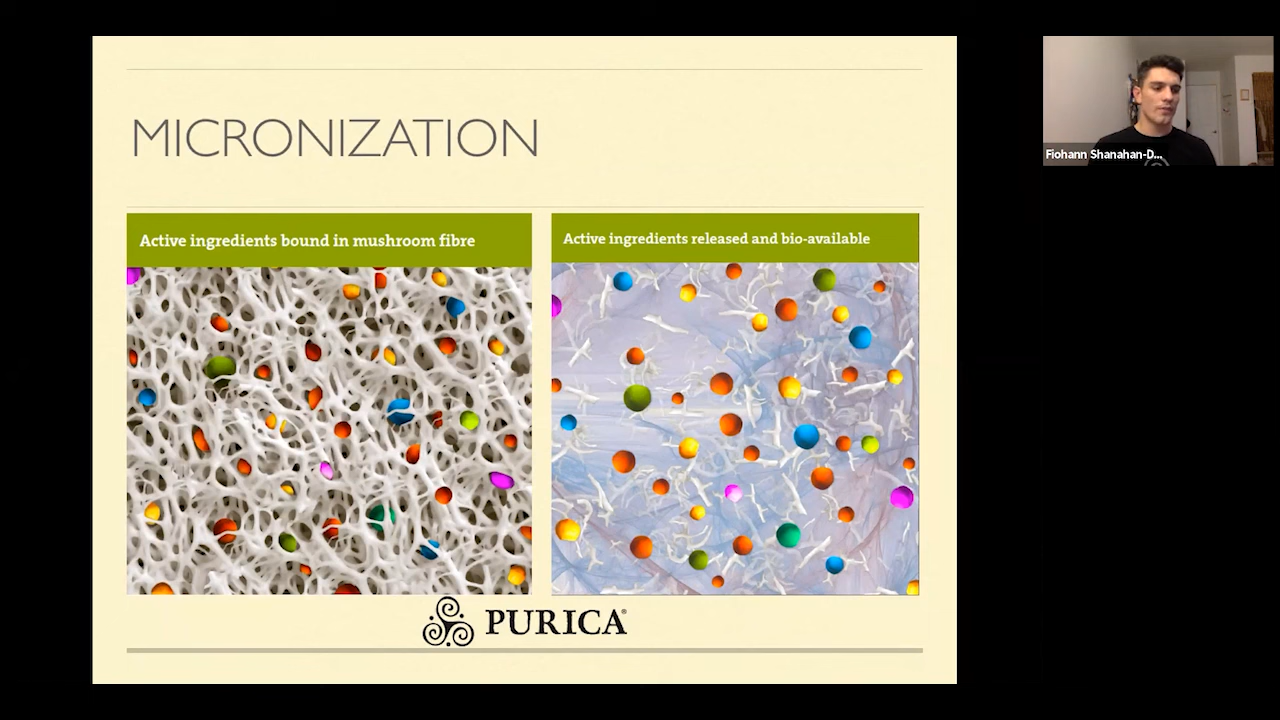 MICRONIZATION
Active ingredients bound in mushroom fibre
Active ingredients released and bio-available
PURICA®
Fiohann Shanahan-D...